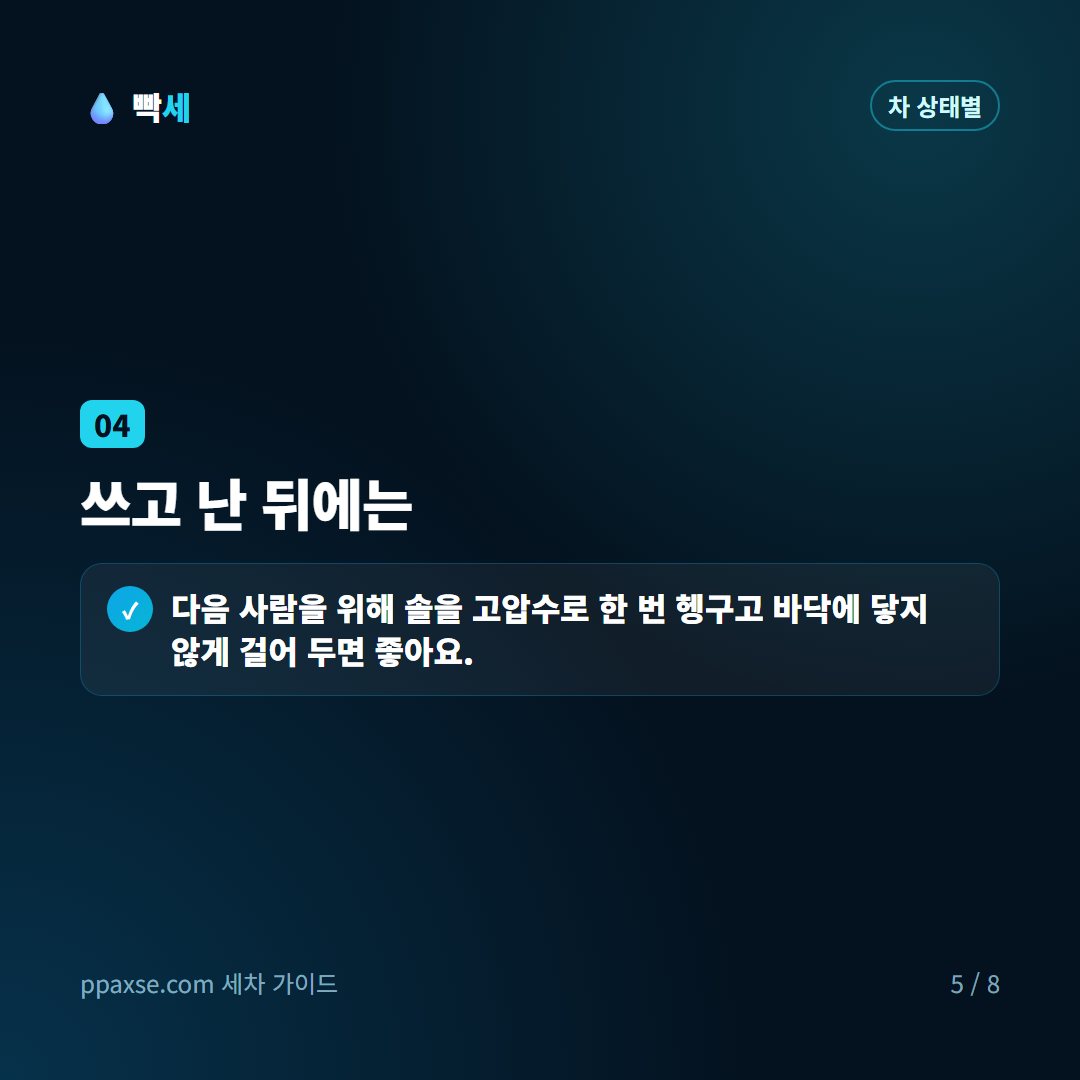 빡세
차 상태별
04
쓰고 난 뒤에는
다음 사람을 위해 솔을 고압수로 한 번 헹구고 바닥에 닿지
않게 걸어 두면 좋아요.
ppaxse.com 세차 가이드
5 / 8